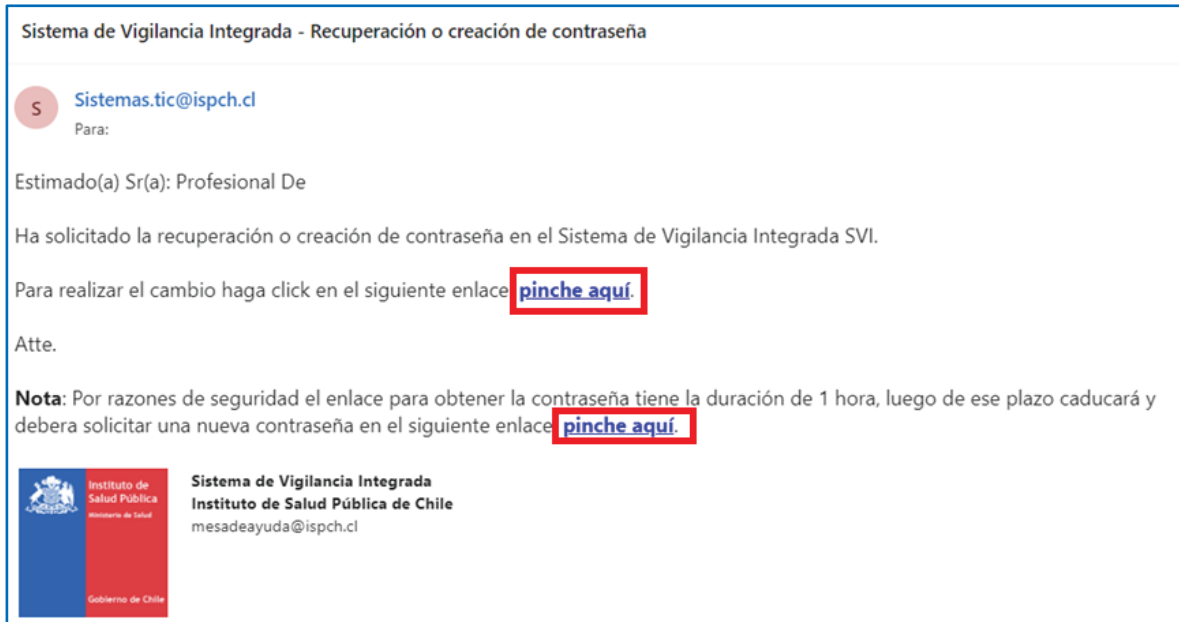 Sistema de Vigilancia Integrada - Recuperación o creación de contraseña
S
Sistemas.tic@ispch.cl
Para:
Estimado(a) Sr(a): Profesional De
Ha solicitado la recuperación o creación de contraseña en el Sistema de Vigilancia Integrada SVI.
Para realizar el cambio haga click en el siguiente enlace pinche aquí.
Atte.
Nota: Por razones de seguridad el enlace para obtener la contraseña tiene la duración de 1 hora, luego de ese plazo caducará y
debera solicitar una nueva contraseña en el siguiente enlace pinche aquí.
Instituto de
Salud Pública
Ministerio de Salud
Gobierno de Chile
Sistema de Vigilancia Integrada
Instituto de Salud Pública de Chile
mesadeayuda@ispch.cl